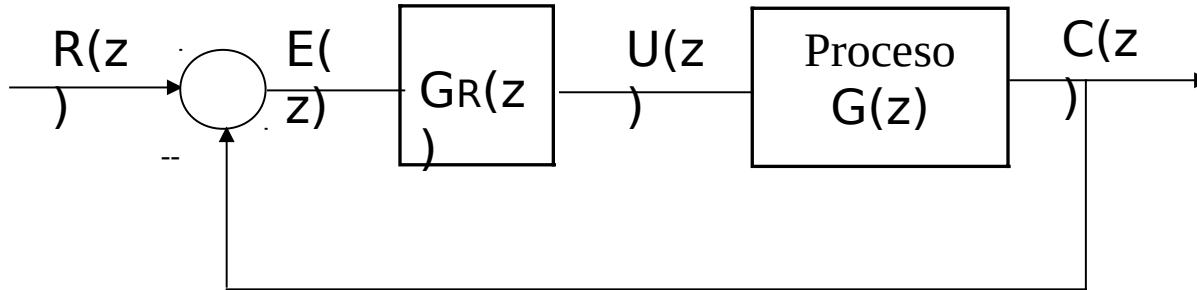 R(z
)
E(
z)
GR(z
)
U(z
)
Proceso
G(z)
C(z
)
--